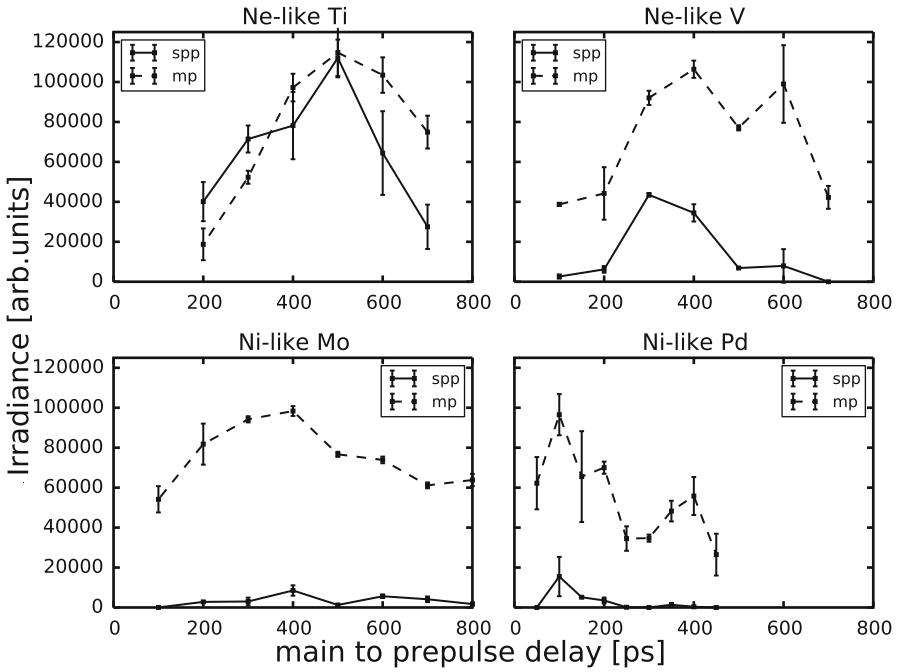 Ne-like Ti
Ne-like V
120000
100000
80000
60000
40000
20000
0
0 200 400 600 800
spp
mp
0 200 400 600 800
spp
mp
Irradiance [arb.units]
Ni-like Mo
Ni-like Pd
120000
100000
80000
60000
40000
20000
0
0 200 400 600 800
spp
mp
0 200 400 600 800
spp
mp
main to prepulse delay [ps]